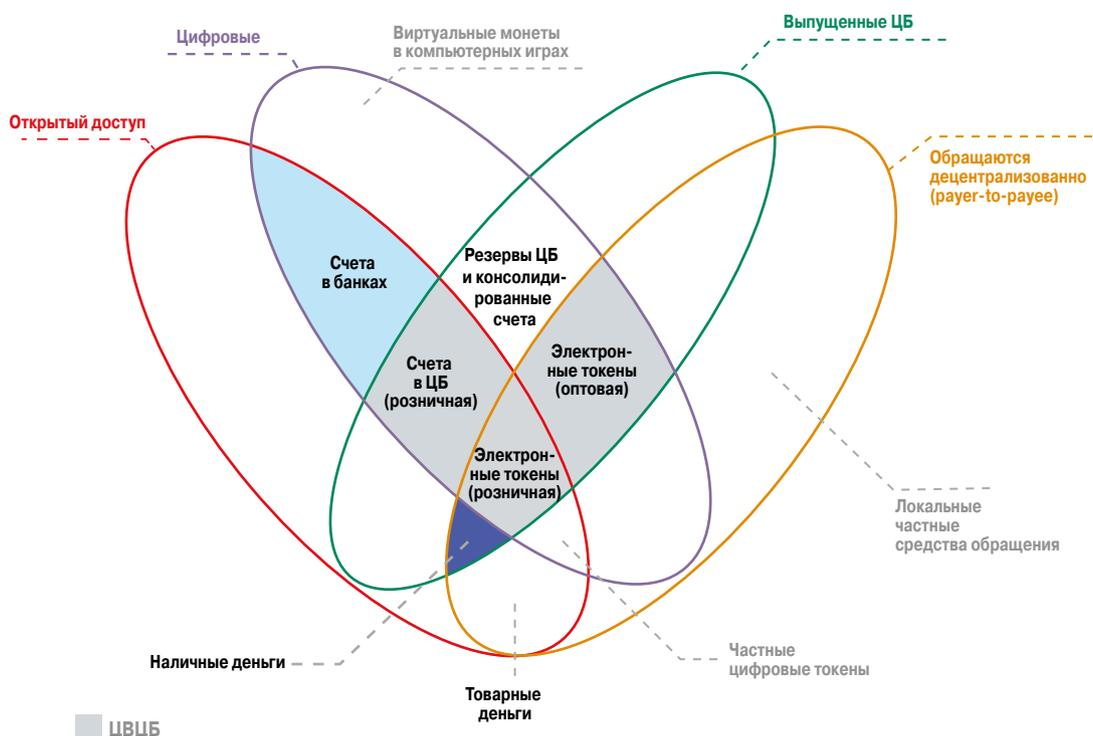 Выпущенные ЦБ
Цифровые
Виртуальные монеты
в компьютерных играх
Открытый доступ
Обращаются
децентрализованно
(payer-to-payee)
Счета
в банках
Резервы ЦБ
и консолиди-
рованные
счета
Счета
в ЦБ
(розничная)
Электрон-
ные токены
(оптовая)
Электрон-
ные токены
(розничная)
Локальные
частные
средства обращения
Наличные деньги
Частные
цифровые токены
Товарные
деньги
ЦВЦБ